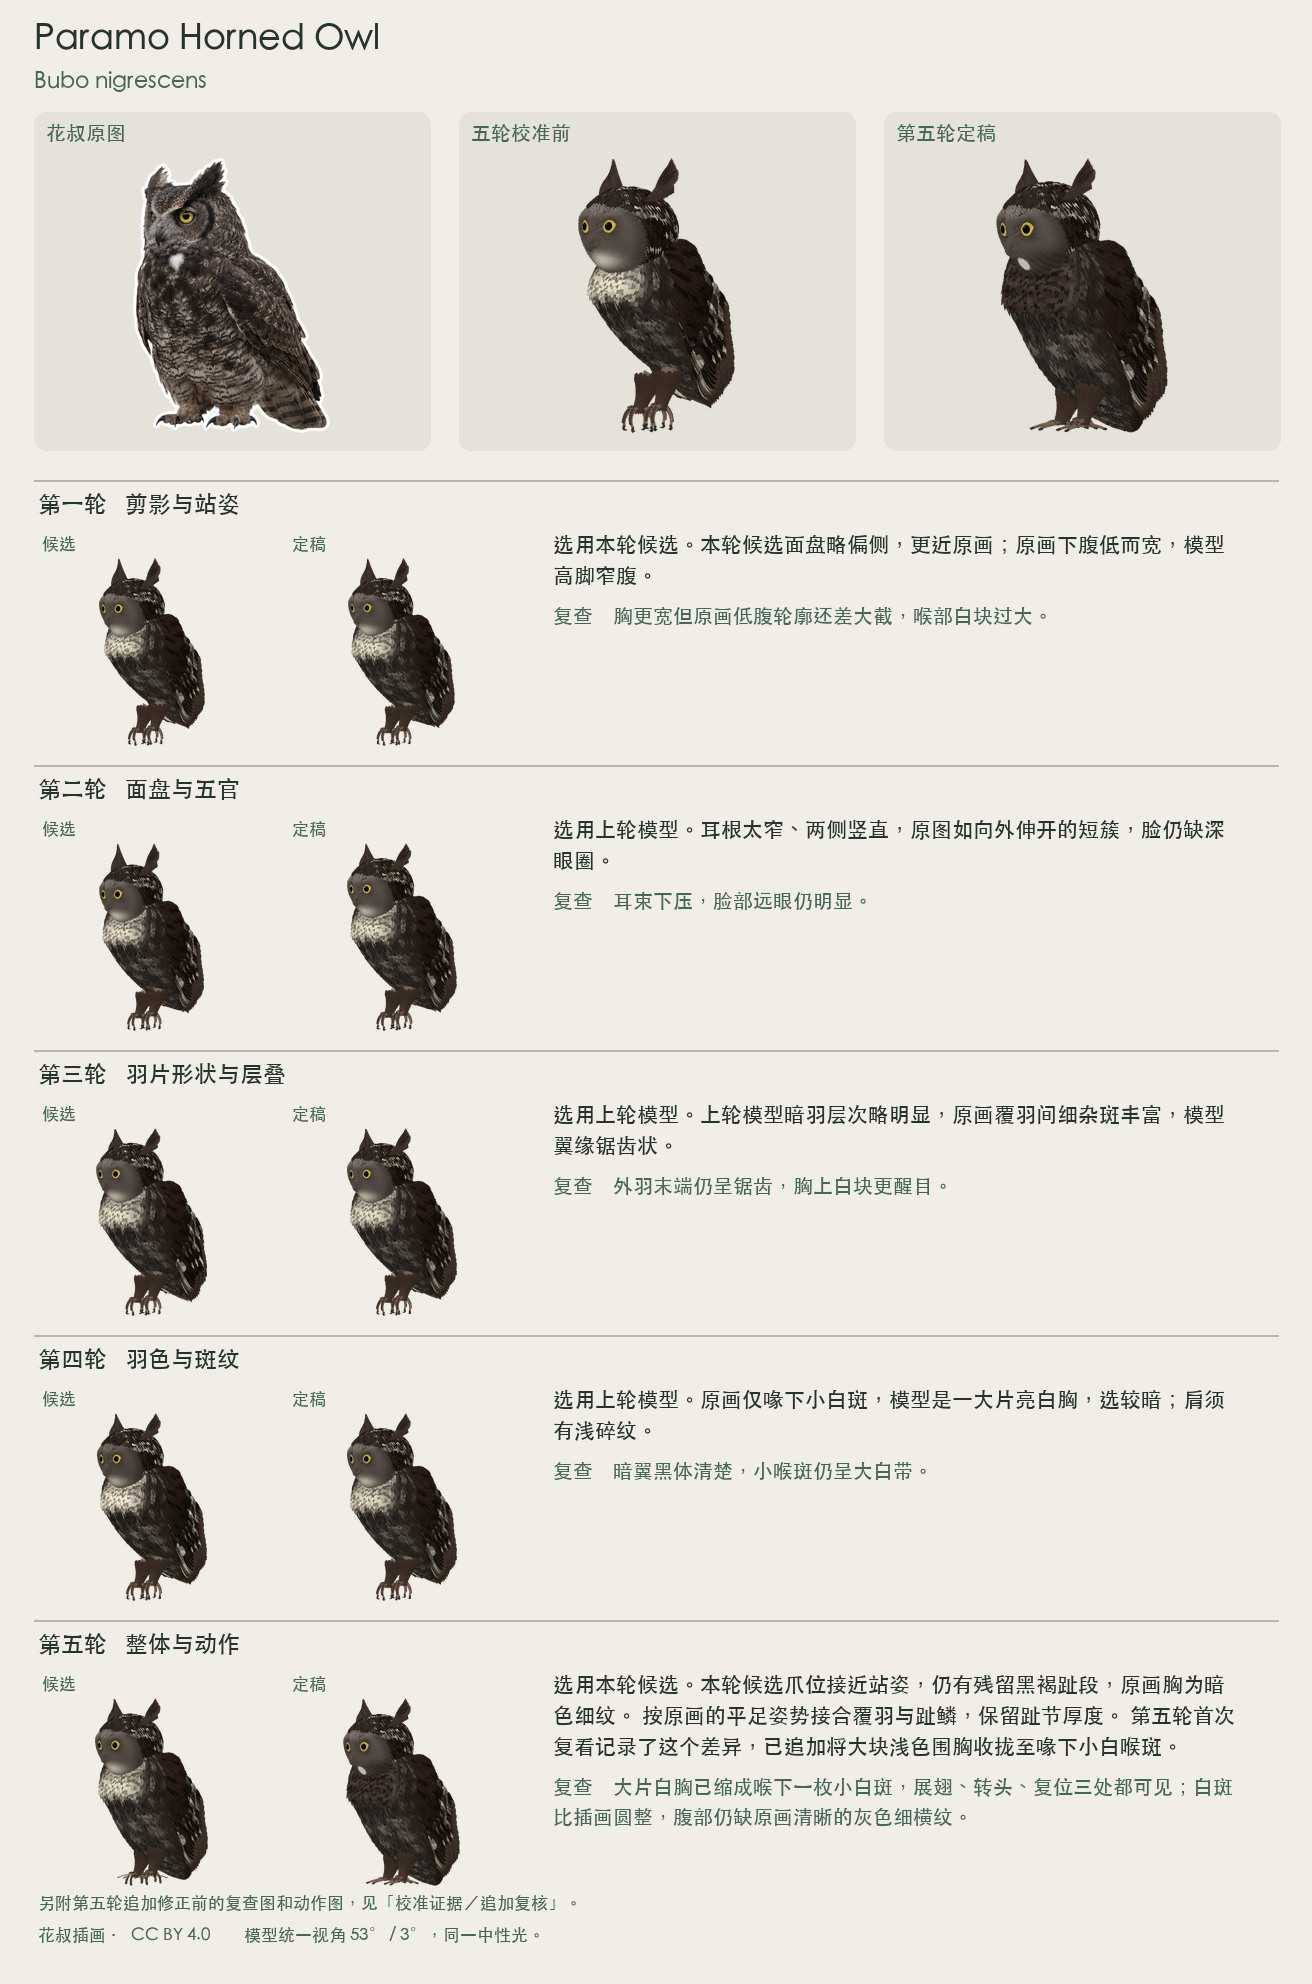 Paramo Horned Owl
Bubo nigrescens
花叔原图
五轮校准前
第五轮定稿
第一轮 剪影与站姿
候选
定稿
选用本轮候选。本轮候选面盘略偏侧，更近原画；原画下腹低而宽，模型
高脚窄腹。
复查 胸更宽但原画低腹轮廓还差大截，喉部白块过大。
第二轮 面盘与五官
候选
定稿
选用上轮模型。耳根太窄、两侧竖直，原图如向外伸开的短簇，脸仍缺深
眼圈。
复查 耳束下压，脸部远眼仍明显。
第三轮 羽片形状与层叠
候选
定稿
选用上轮模型。上轮模型暗羽层次略明显，原画覆羽间细杂斑丰富，模型
翼缘锯齿状。
复查 外羽末端仍呈锯齿，胸上白块更醒目。
第四轮 羽色与斑纹
候选
定稿
选用上轮模型。原画仅喙下小白斑，模型是一大片亮白胸，选较暗；肩须
有浅碎纹。
复查 暗翼黑体清楚，小喉斑仍呈大白带。
第五轮 整体与动作
候选
定稿
选用本轮候选。本轮候选爪位接近站姿，仍有残留黑褐趾段，原画胸为暗
色细纹。 按原画的平足姿势接合覆羽与趾鳞，保留趾节厚度。 第五轮首次
复看记录了这个差异，已追加将大块浅色围胸收拢至喙下小白喉斑。
复查 大片白胸已缩成喉下一枚小白斑，展翅、转头、复位三处都可见；白斑
比插画圆整，腹部仍缺原画清晰的灰色细横纹。
另附第五轮追加修正前的复查图和动作图，见「校准证据／追加复核」。
花叔插画 · CC BY 4.0 模型统一视角 53° / 3°，同一中性光。